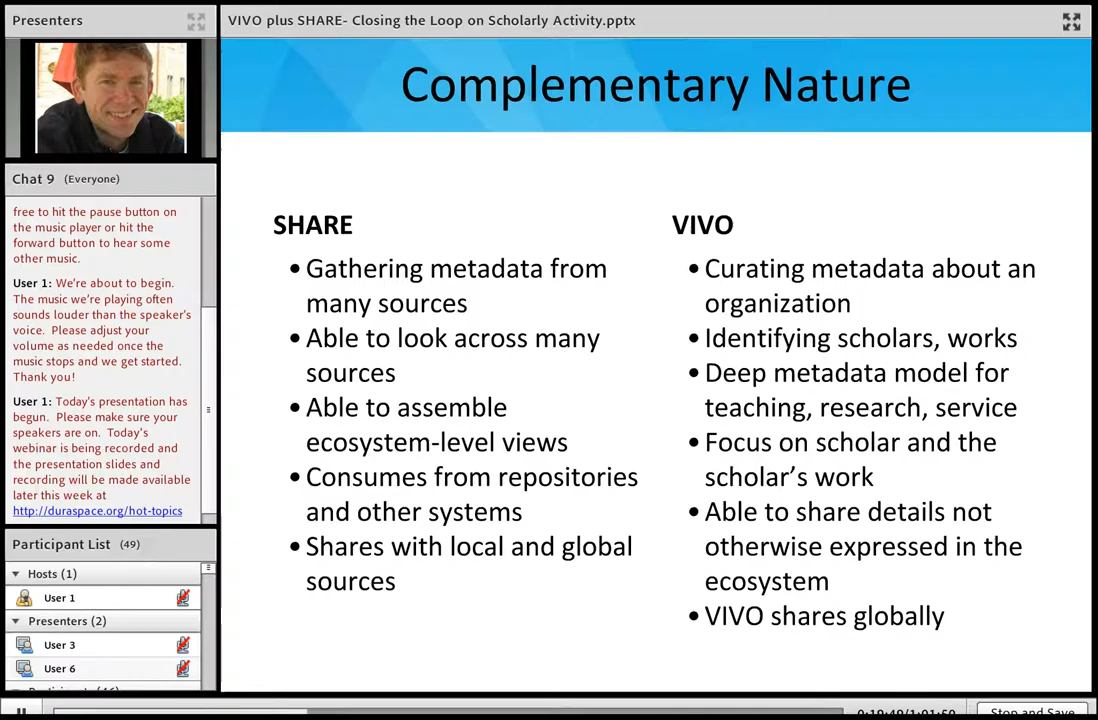 Presenters
VIVO plus SHARE- Closing the Loop on Scholarly Activity.pptx
Chat 9 (Everyone)
free to hit the pause button on
the music player or hit the
forward button to hear some
other music.
User 1: We're about to begin.
The music we're playing often
sounds louder than the speaker's
voice. Please adjust your
volume as needed once the
music stops and we get started.
Thank you!
User 1: Today's presentation has
begun. Please make sure your
speakers are on. Today's
webinar is being recorded and
the presentation slides and
recording will be made available
later this week at
http://duraspace.org/hot-topics
Participant List (49)
Hosts (1)
User 1
Presenters (2)
User 3
User 6
Complementary Nature
SHARE
•Gathering metadata from
many sources
•Able to look across many
sources
•Able to assemble
ecosystem-level views
•Consumes from repositories
and other systems
•Shares with local and global
sources
VIVO
•Curating metadata about an
organization
•Identifying scholars, works
•Deep metadata model for
teaching, research, service
•Focus on scholar and the
scholar's work
•Able to share details not
otherwise expressed in the
ecosystem
•VIVO shares globally
0:19:49/1:01:50
Stop and Save